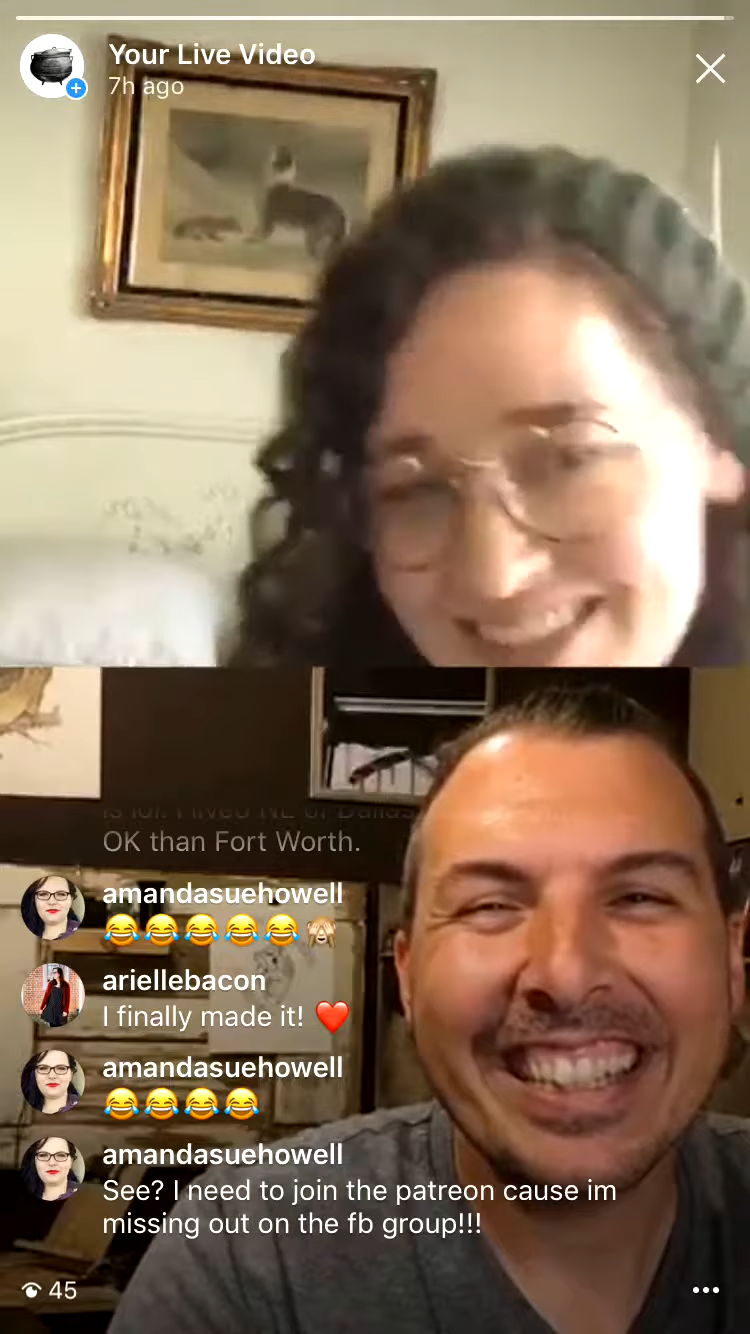 Your Live Video
7h ago
OK than Fort Worth.
amandasuehowell
😂😂😂😂😂🙈
ariellebacon
I finally made it! ❤️
amandasuehowell
😂😂😂😂
amandasuehowell
See? I need to join the patreon cause im
missing out on the fb group!!!
45